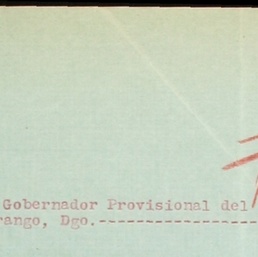 Gobernador Provisional del
rango, Dgo.-----------------